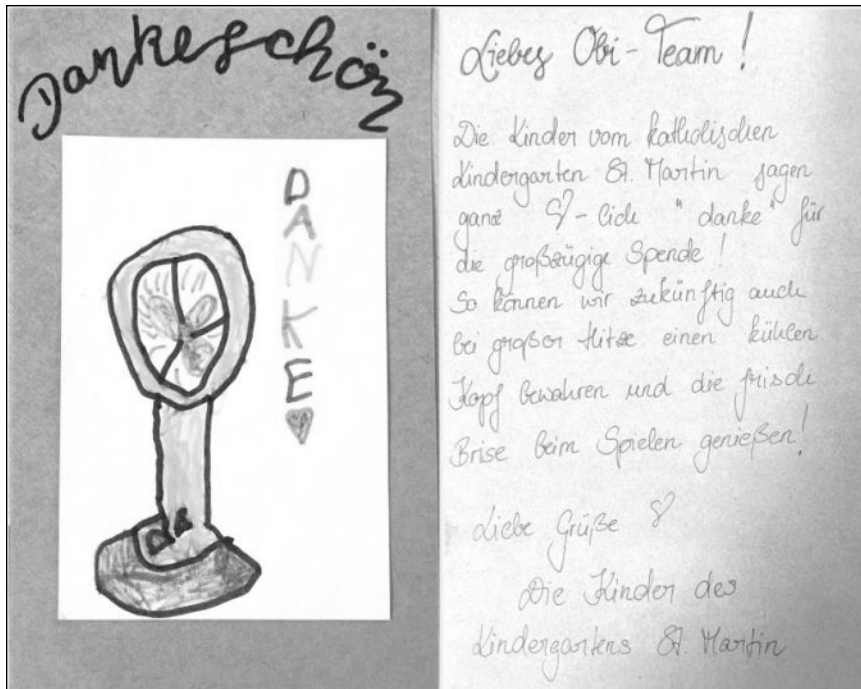 Dankeschön
DANKE
Liebes Obi-Team!
Die Kinder vom katholischen
Kindergarten St. Martin sagen
ganz ♡-lich "danke" für
die großzügige Spende!
So können wir zukünftig auch
bei großer Hitze einen kühlen
Kopf bewahren und die frische
Brise beim Spielen genießen!
Liebe Grüße ♡
Die Kinder des
Kindergartens St. Martin